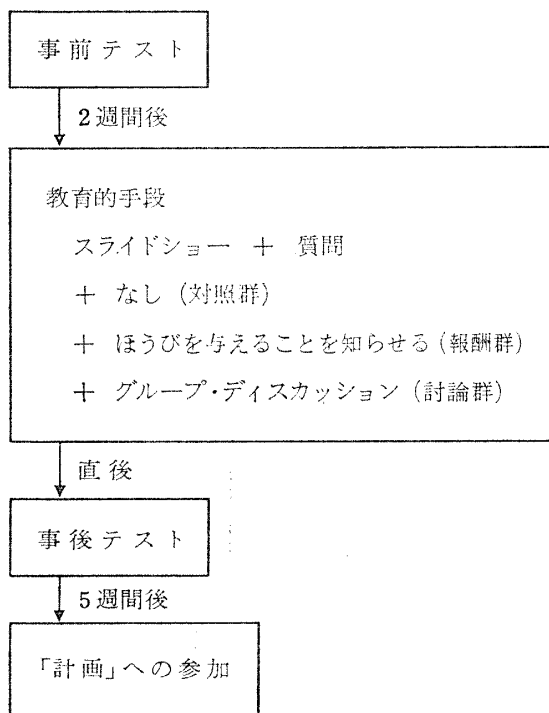 事前テスト
2週間後
教育的手段
スライドショー + 質問
+ なし(対照群)
+ ほうびを与えることを知らせる(報酬群)
+ グループ・ディスカッション(討論群)
直後
事後テスト
5週間後
「計画」への参加